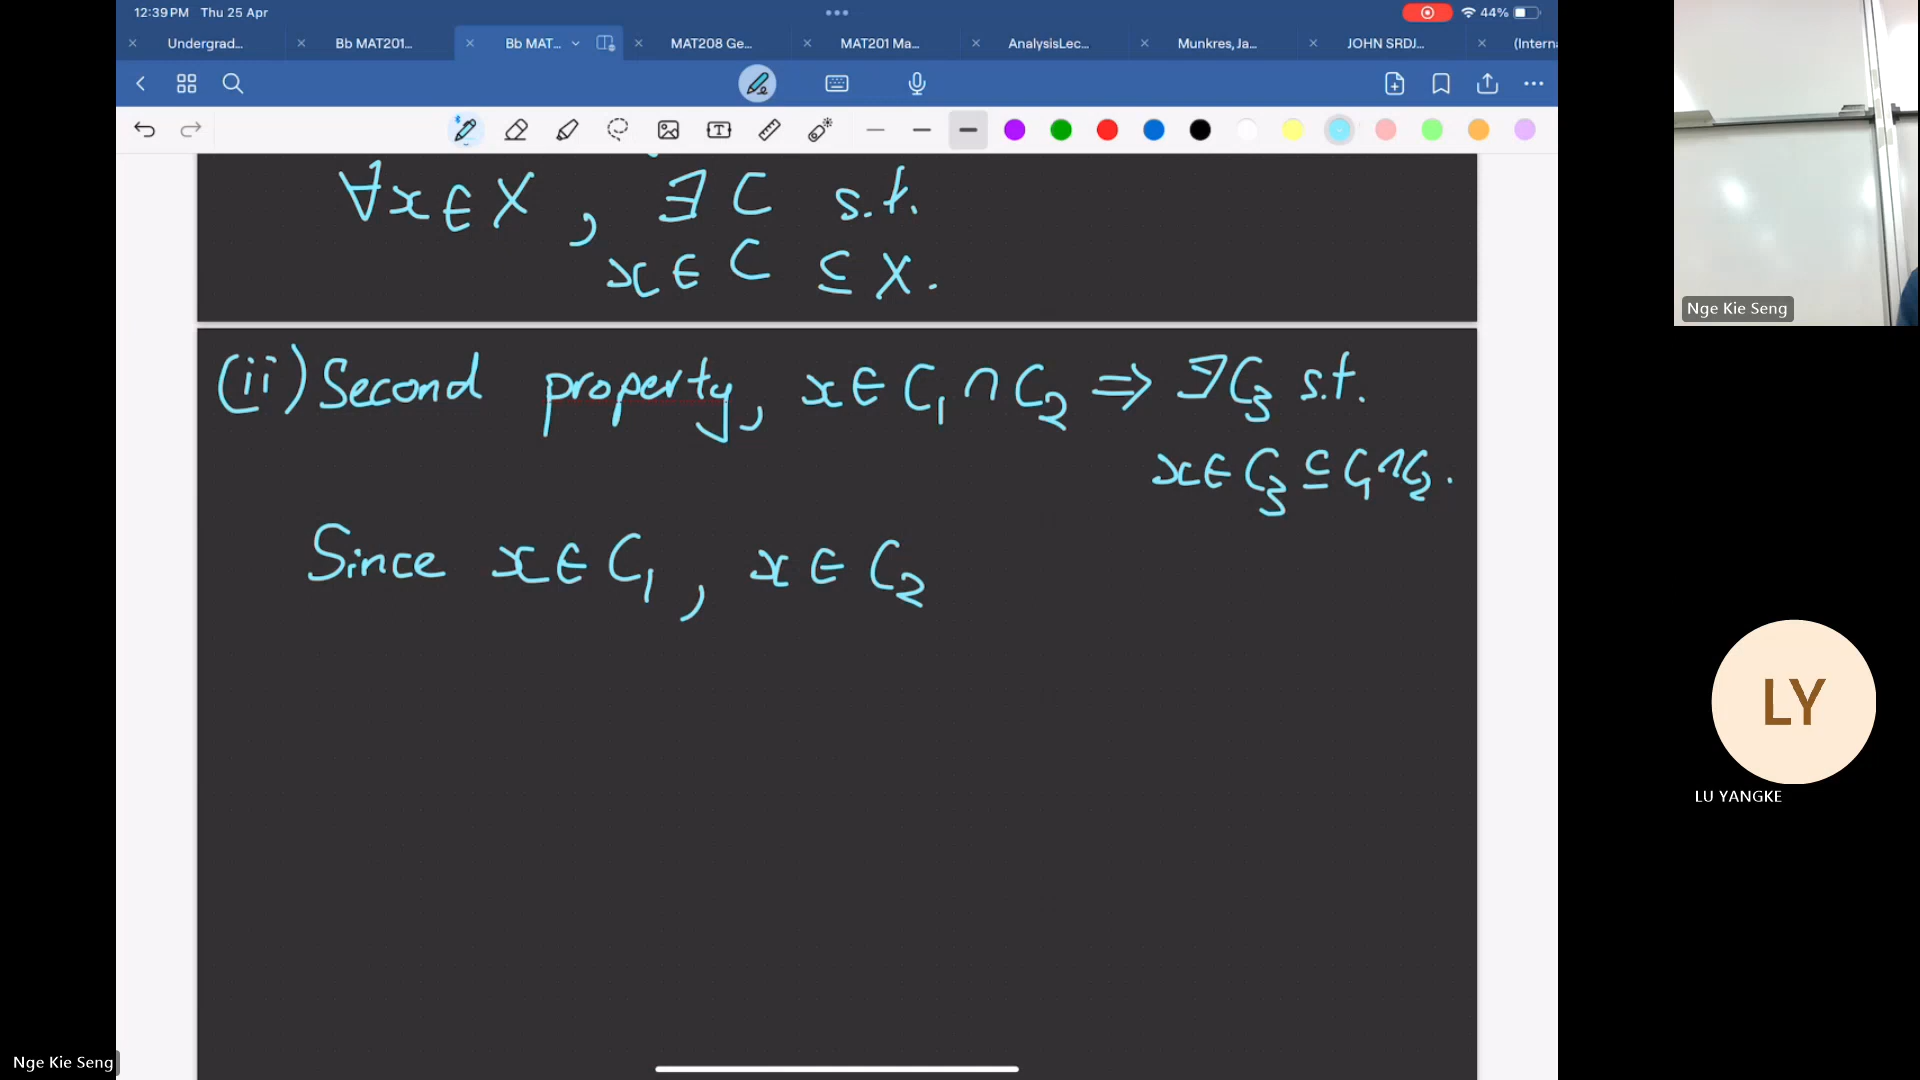 12:39 PM Thu 25 Apr
44%
Undergrad...
Bb MAT201...
Bb MAT...
MAT208 Ge...
MAT201 Ma...
AnalysisLec...
Munkres, Ja...
JOHN SRDJ...
(Intern
∀x∈X, ∃ C s.t.
x∈ C ⊆ X.
(ii) Second property, x∈ C₁ ∩ C₂ ⇒ ∃C₃ s.t.
x∈ C₃ ⊆ C₁∩C₂.
Since x∈ C₁, x∈ C₂
Nge Kie Seng
LY
LU YANGKE
Nge Kie Seng